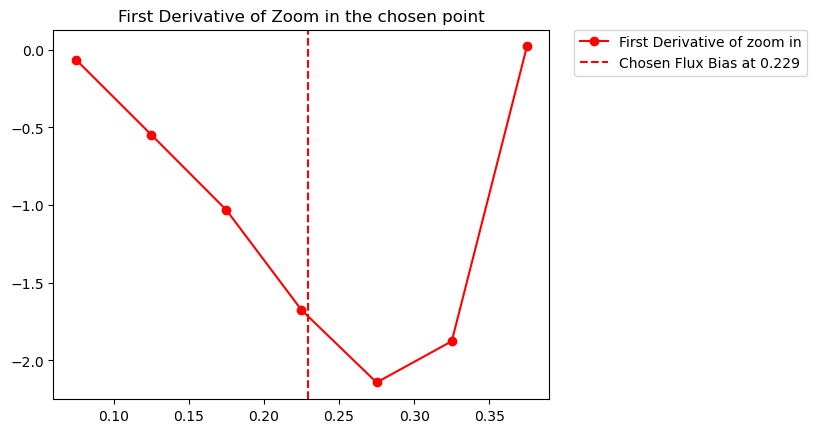 First Derivative of Zoom in the chosen point
First Derivative of zoom in
Chosen Flux Bias at 0.229
0.0
−0.5
−1.0
−1.5
−2.0
0.10 0.15 0.20 0.25 0.30 0.35